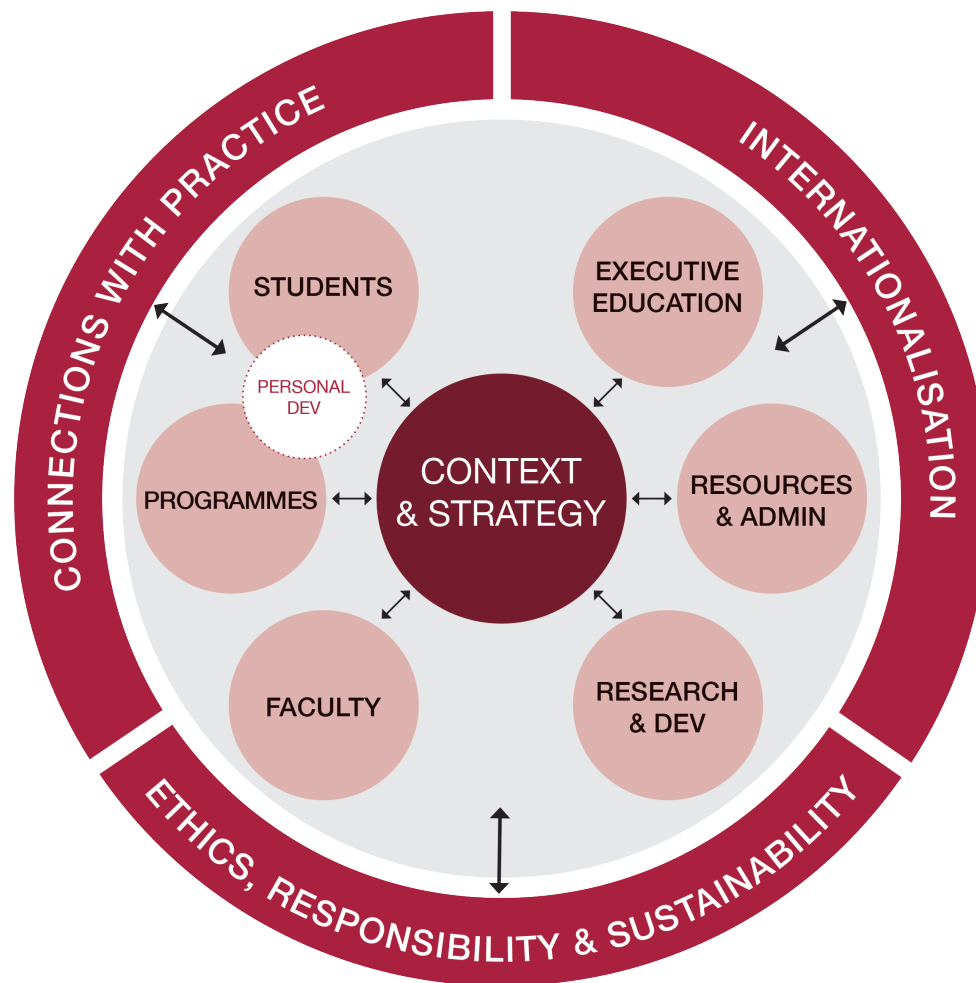 CONNECTIONS WITH PRACTICE
INTERNATIONALISATION
STUDENTS
EXECUTIVE
EDUCATION
PERSONAL
DEV
CONTEXT
& STRATEGY
PROGRAMMES
RESOURCES
& ADMIN
FACULTY
RESEARCH
& DEV
ETHICS, RESPONSIBILITY & SUSTAINABILITY